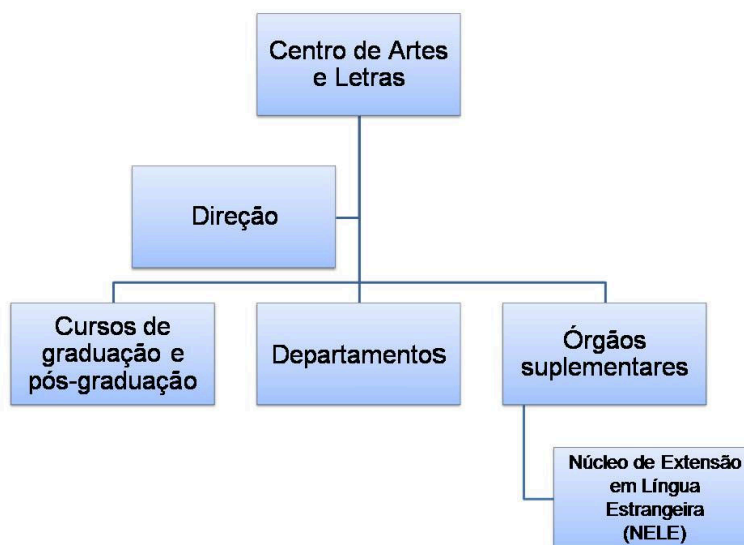 Centro de Artes
e Letras
Direção
Cursos de
graduação e
pós-graduação
Departamentos
Órgãos
suplementares
Núcleo de Extensão
em Língua
Estrangeira
(NELE)